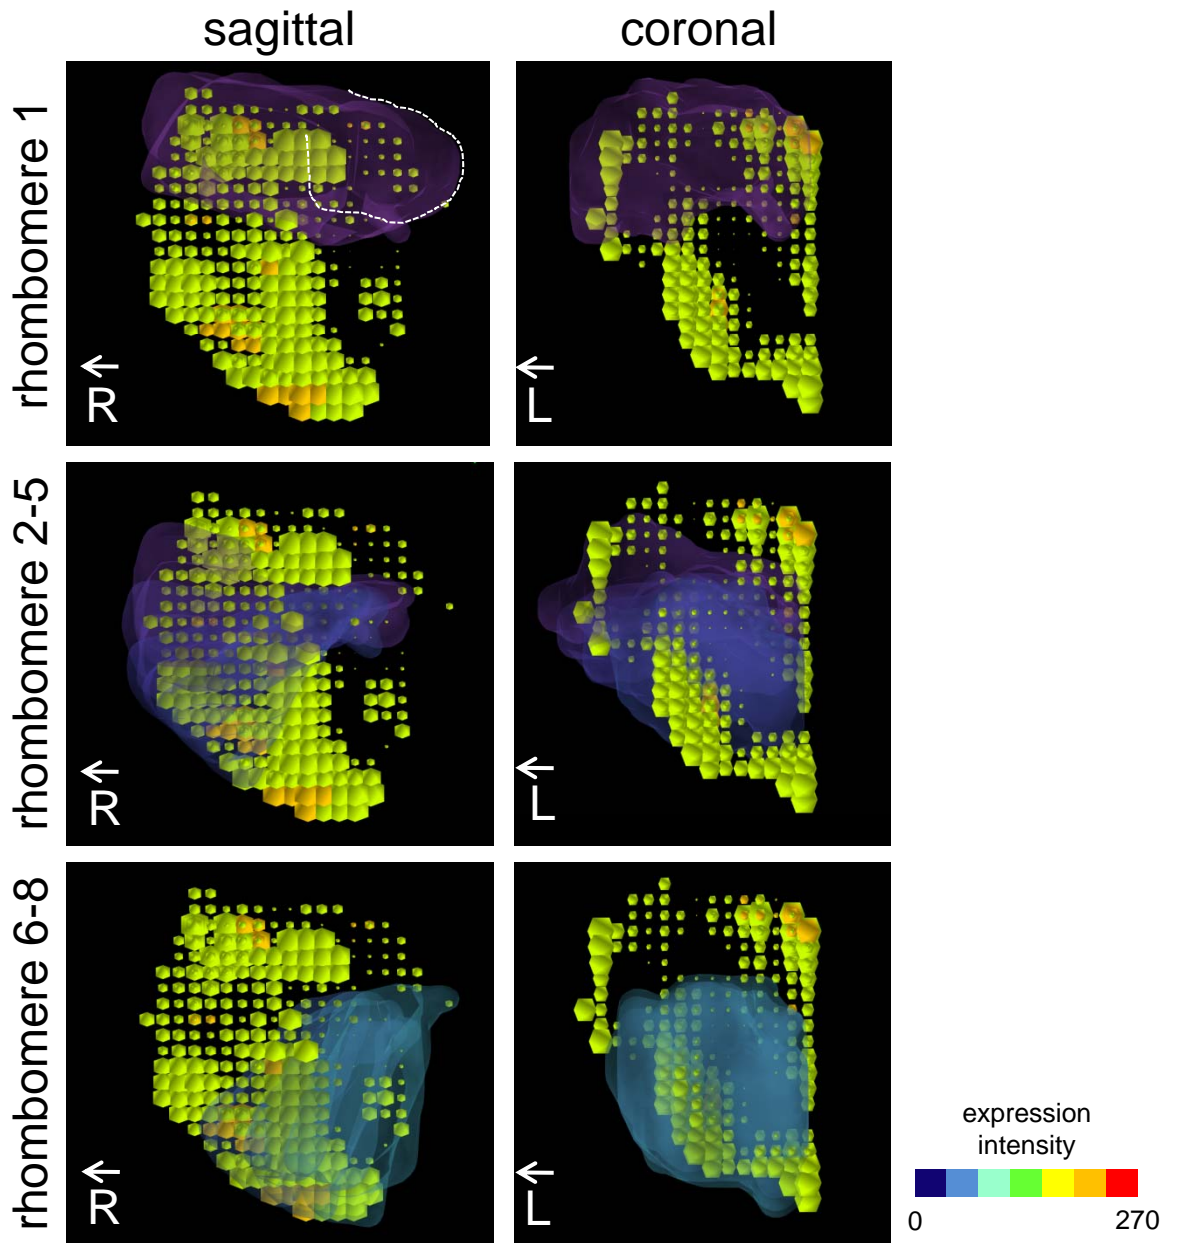 sagittal
coronal
rhombomere 1
R
L
rhombomere 2-5
R
L
rhombomere 6-8
R
L
expression
intensity
0
270